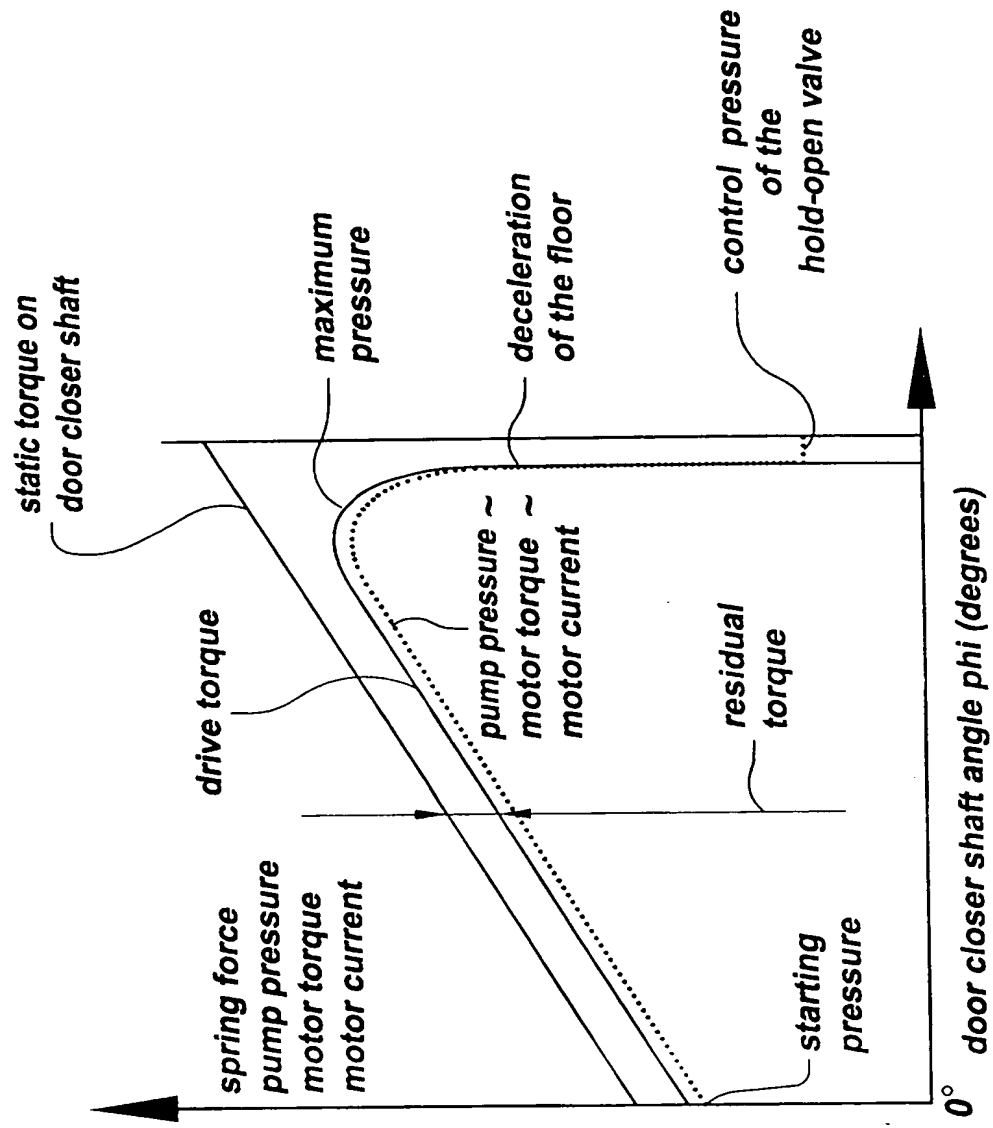 static torque on
door closer shaft
spring force
pump pressure
motor torque
motor current
drive torque
maximum
pressure
pump pressure ~
motor torque ~
motor current
deceleration
of the floor
residual
torque
control pressure
of the
hold-open valve
starting
pressure
0°
door closer shaft angle phi (degrees)